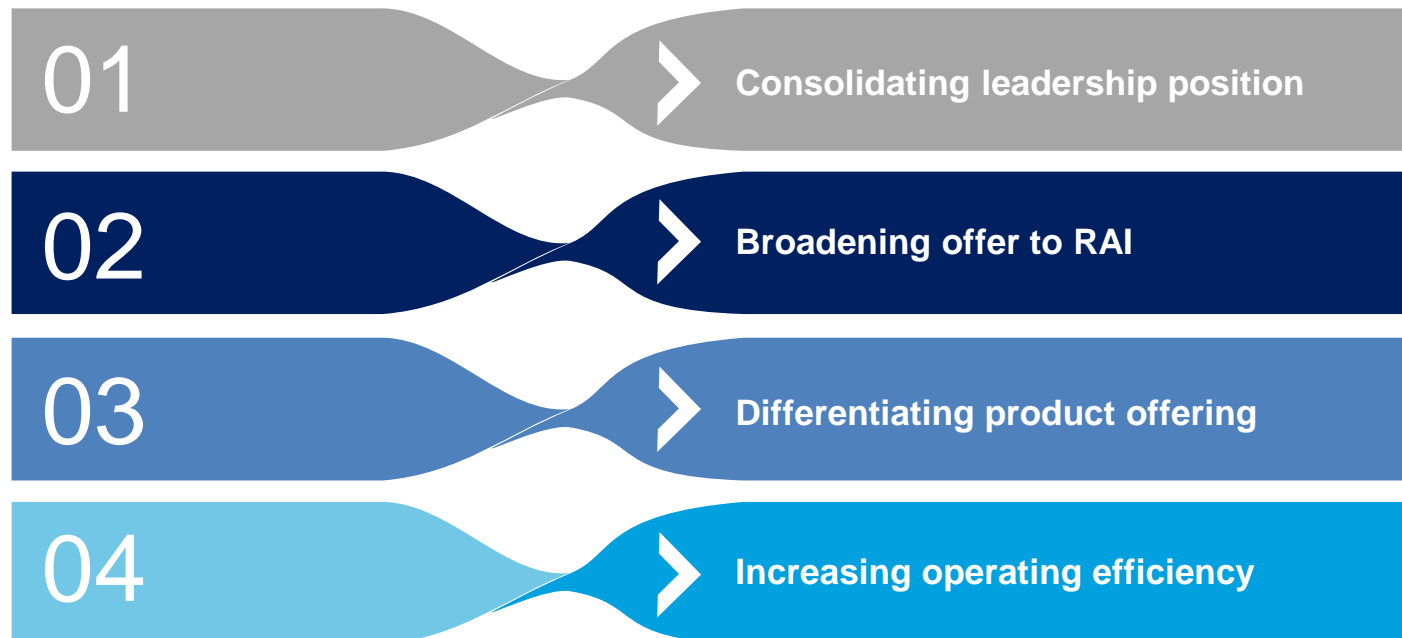 01
Consolidating leadership position
02
Broadening offer to RAI
03
Differentiating product offering
04
Increasing operating efficiency